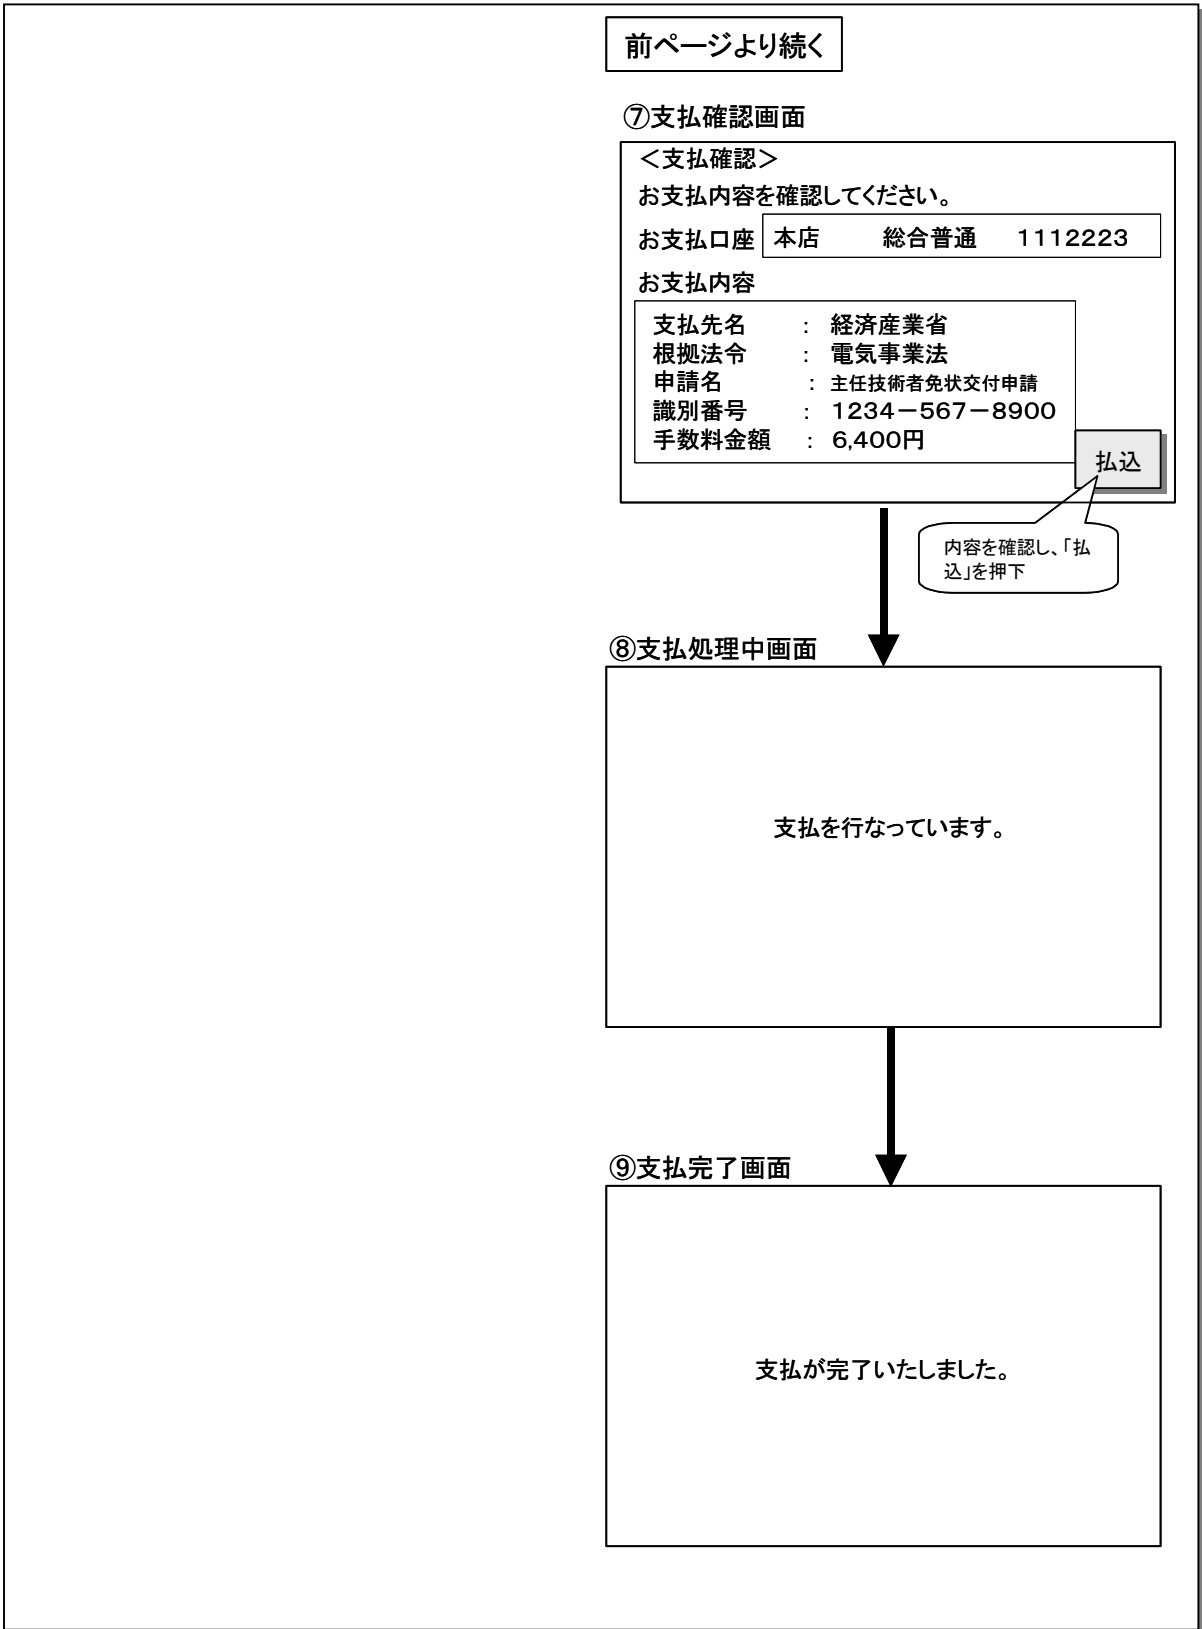 前ページより続く
⑦支払確認画面
＜支払確認＞
お支払内容を確認してください。
お支払口座 本店 総合普通 1112223
お支払内容
支払先名 ： 経済産業省
根拠法令 ： 電気事業法
申請名 ： 主任技術者免状交付申請
識別番号 ： 1234－567－8900
手数料金額 ： 6,400円
払込
内容を確認し、「払
込」を押下
⑧支払処理中画面
支払を行なっています。
⑨支払完了画面
支払が完了いたしました。